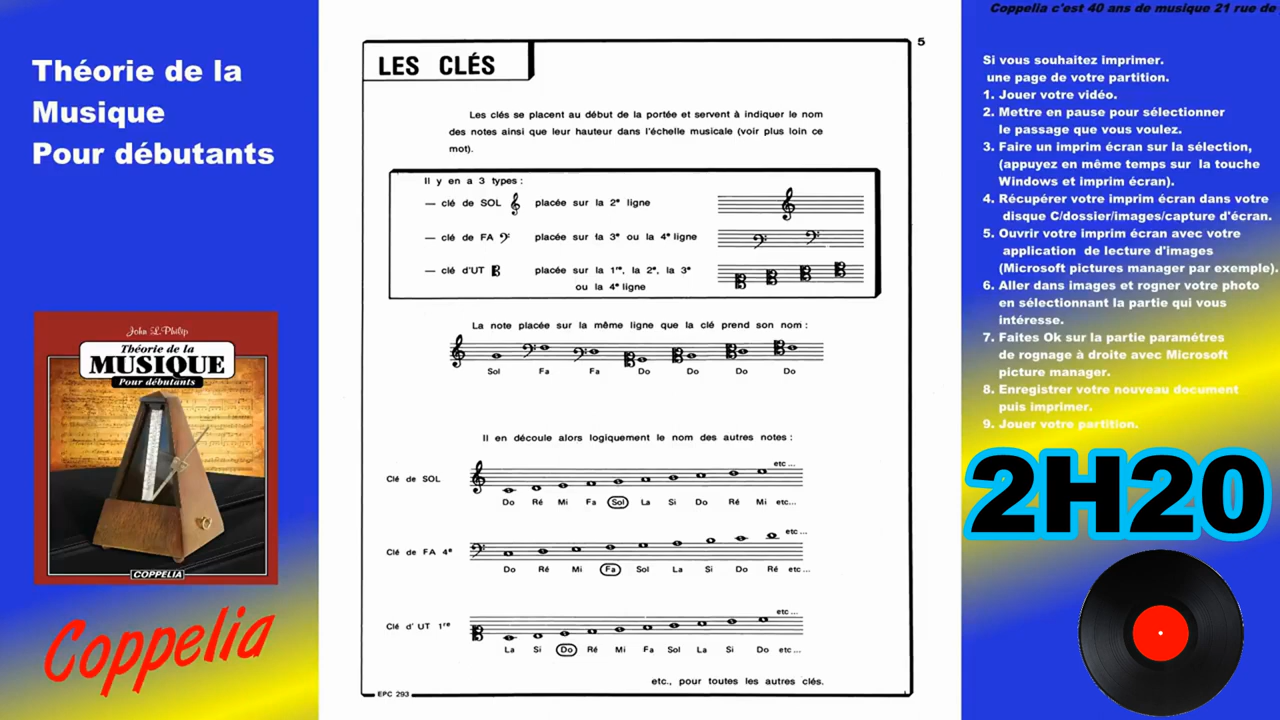 Coppelia c'est 40 ans de musique 21 rue de
Théorie de la
Musique
Pour débutants
John L. Philip
Théorie de la
MUSIQUE
Pour débutants
COPPELIA
Coppelia
5
LES CLÉS
Les clés se placent au début de la portée et servent à indiquer le nom
des notes ainsi que leur hauteur dans l'échelle musicale (voir plus loin ce
mot).
Il y en a 3 types :
— clé de SOL placée sur la 2e ligne
— clé de FA placée sur la 3e ou la 4e ligne
— clé d'UT placée sur la 1re, la 2e, la 3e
ou la 4e ligne
La note placée sur la même ligne que la clé prend son nom :
Sol Fa Fa Do Do Do Do
Il en découle alors logiquement le nom des autres notes :
etc ...
Clé de SOL
Do Ré Mi Fa Sol La Si Do Ré Mi etc...
etc ...
Clé de FA 4e
Do Ré Mi Fa Sol La Si Do Ré etc ...
etc ...
Clé d' UT 1re
La Si Do Ré Mi Fa Sol La Si Do etc ...
etc., pour toutes les autres clés.
EPC 293
Si vous souhaitez imprimer.
une page de votre partition.
1. Jouer votre vidéo.
2. Mettre en pause pour sélectionner
le passage que vous voulez.
3. Faire un imprim écran sur la sélection,
(appuyez en même temps sur la touche
Windows et imprim écran).
4. Récupérer votre imprim écran dans votre
disque C/dossier/images/capture d'écran.
5. Ouvrir votre imprim écran avec votre
application de lecture d'images
(Microsoft pictures manager par exemple).
6. Aller dans images et rogner votre photo
en sélectionnant la partie qui vous
intéresse.
7. Faites Ok sur la partie paramétres
de rognage à droite avec Microsoft
picture manager.
8. Enregistrer votre nouveau document
puis imprimer.
9. Jouer votre partition.
2H20